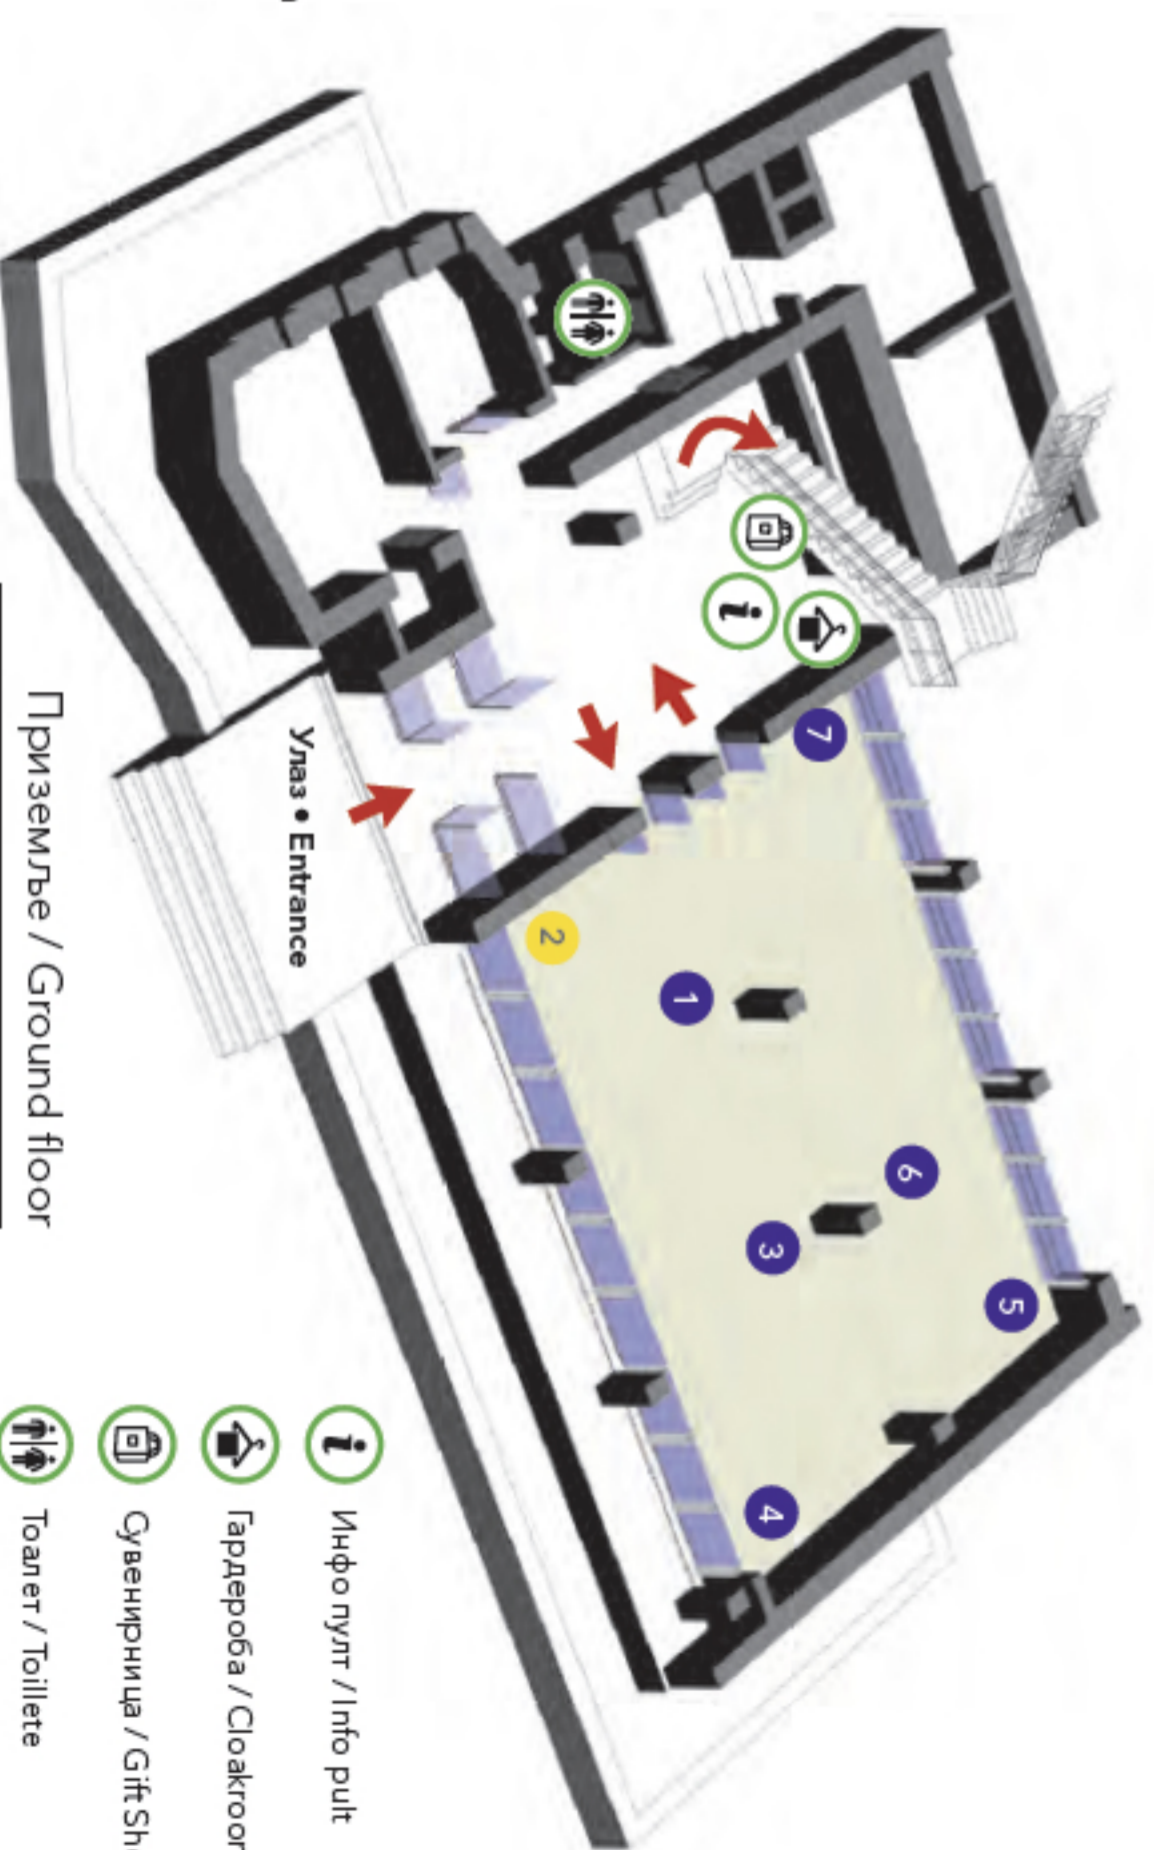 Улаз • Entrance
7
2
1
6
3
5
4
Приземље / Ground floor
Инфо пулт / Info pult
Гардероба / Cloakroom
Сувенирница / Gift Sh
Тоалет / Toillete